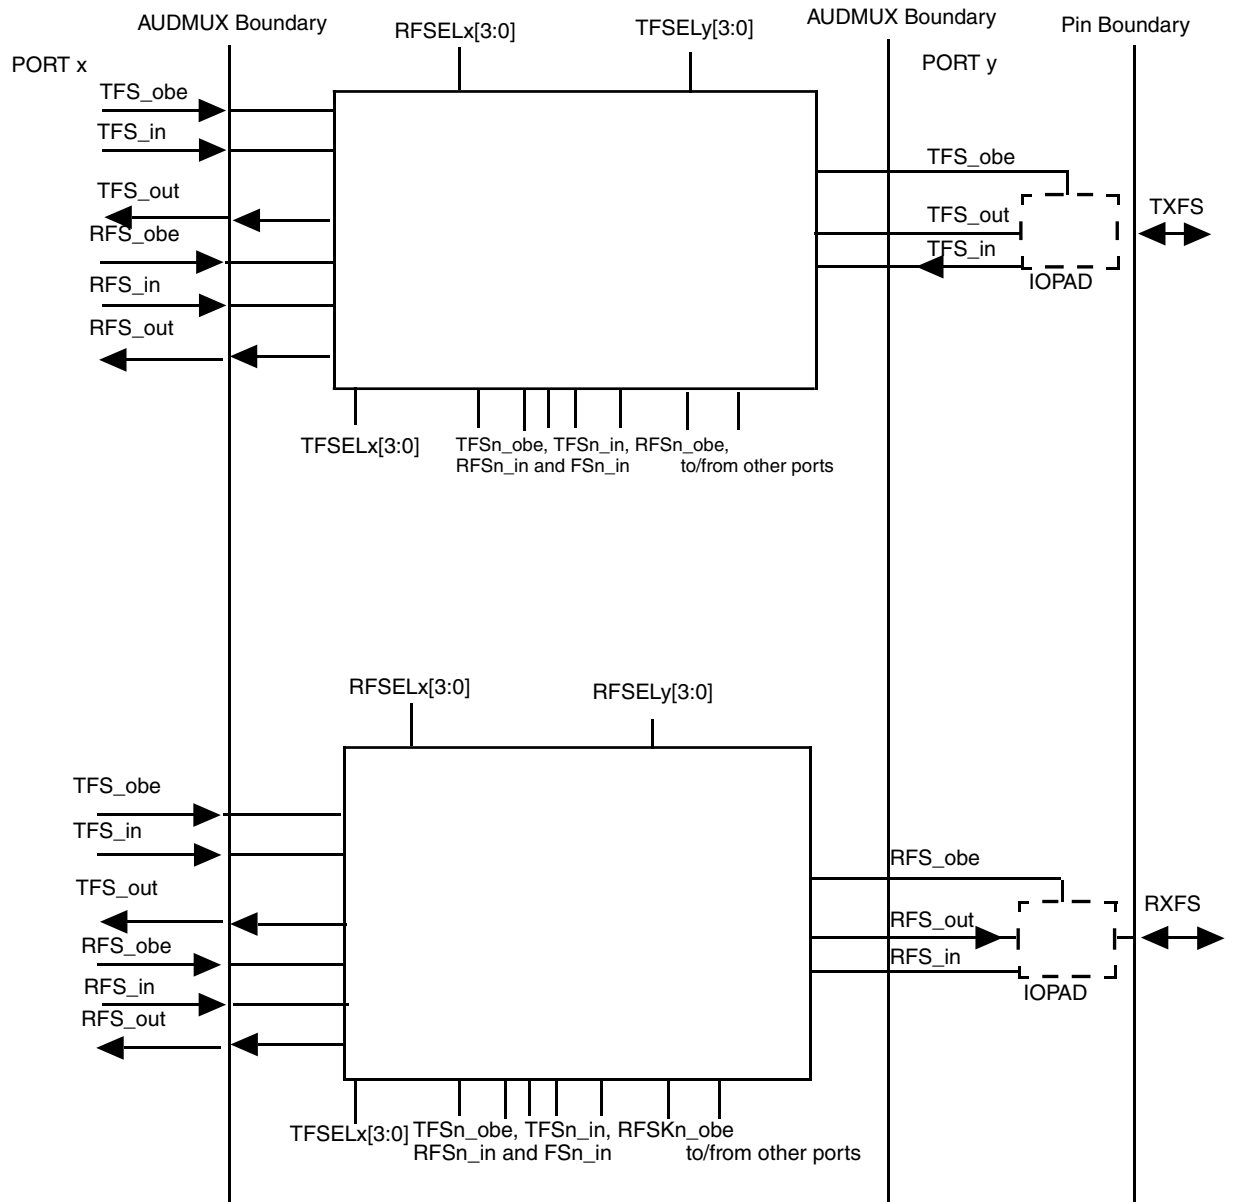 AUDMUX Boundary
RFSELx[3:0]
TFSELy[3:0]
AUDMUX Boundary
Pin Boundary
PORT x
PORT y
TFS_obe
TFS_in
TFS_out
RFS_obe
RFS_in
RFS_out
TFS_obe
TFS_out
TFS_in
TXFS
IOPAD
TFSELx[3:0]
TFSn_obe, TFSn_in, RFSn_obe,
RFSn_in and FSn_in to/from other ports
RFSELx[3:0]
RFSELy[3:0]
TFS_obe
TFS_in
TFS_out
RFS_obe
RFS_in
RFS_out
RFS_obe
RFS_out
RFS_in
RXFS
IOPAD
TFSELx[3:0]
TFSn_obe, TFSn_in, RFSKn_obe
RFSn_in and FSn_in to/from other ports